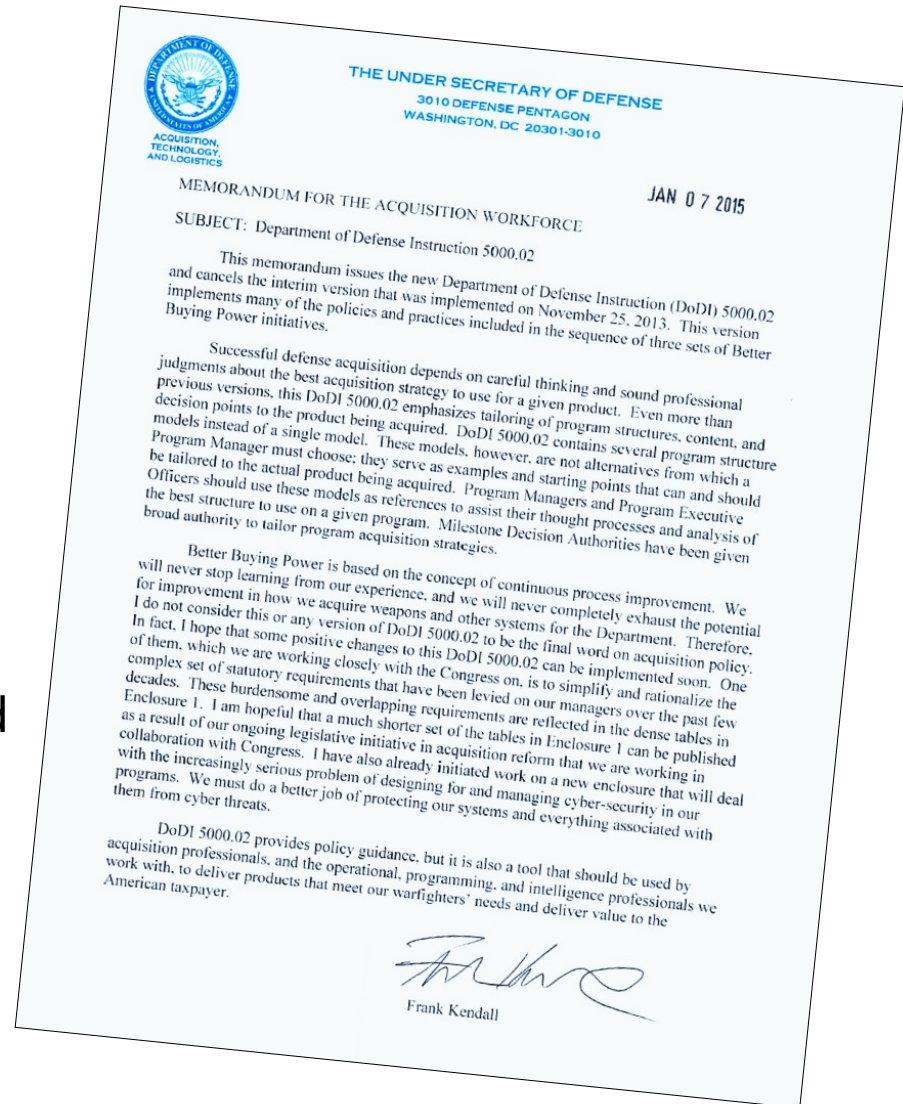 DEPARTMENT OF DEFENSE
UNITED STATES OF AMERICA
ACQUISITION,
TECHNOLOGY,
AND LOGISTICS
THE UNDER SECRETARY OF DEFENSE
3010 DEFENSE PENTAGON
WASHINGTON, DC 20301-3010
JAN 07 2015
MEMORANDUM FOR THE ACQUISITION WORKFORCE
SUBJECT: Department of Defense Instruction 5000.02
This memorandum issues the new Department of Defense Instruction (DoDI) 5000.02
and cancels the interim version that was implemented on November 25, 2013. This version
implements many of the policies and practices included in the sequence of three sets of Better
Buying Power initiatives.
Successful defense acquisition depends on careful thinking and sound professional
judgments about the best acquisition strategy to use for a given product. Even more than
previous versions, this DoDI 5000.02 emphasizes tailoring of program structures, content, and
decision points to the product being acquired. DoDI 5000.02 contains several program structure
models instead of a single model. These models, however, are not alternatives from which a
Program Manager must choose; they serve as examples and starting points that can and should
be tailored to the actual product being acquired. Program Managers and Program Executive
Officers should use these models as references to assist their thought processes and analysis of
the best structure to use on a given program. Milestone Decision Authorities have been given
broad authority to tailor program acquisition strategies.
Better Buying Power is based on the concept of continuous process improvement. We
will never stop learning from our experience, and we will never completely exhaust the potential
for improvement in how we acquire weapons and other systems for the Department. Therefore,
I do not consider this or any version of DoDI 5000.02 to be the final word on acquisition policy.
In fact, I hope that some positive changes to this DoDI 5000.02 can be implemented soon. One
of them, which we are working closely with the Congress on, is to simplify and rationalize the
complex set of statutory requirements that have been levied on our managers over the past few
decades. These burdensome and overlapping requirements are reflected in the dense tables in
Enclosure 1. I am hopeful that a much shorter set of the tables in Enclosure 1 can be published
as a result of our ongoing legislative initiative in acquisition reform that we are working in
collaboration with Congress. I have also already initiated work on a new enclosure that will deal
with the increasingly serious problem of designing for and managing cyber-security in our
programs. We must do a better job of protecting our systems and everything associated with
them from cyber threats.
DoDI 5000.02 provides policy guidance, but it is also a tool that should be used by
acquisition professionals, and the operational, programming, and intelligence professionals we
work with, to deliver products that meet our warfighters' needs and deliver value to the
American taxpayer.
Frank Kendall